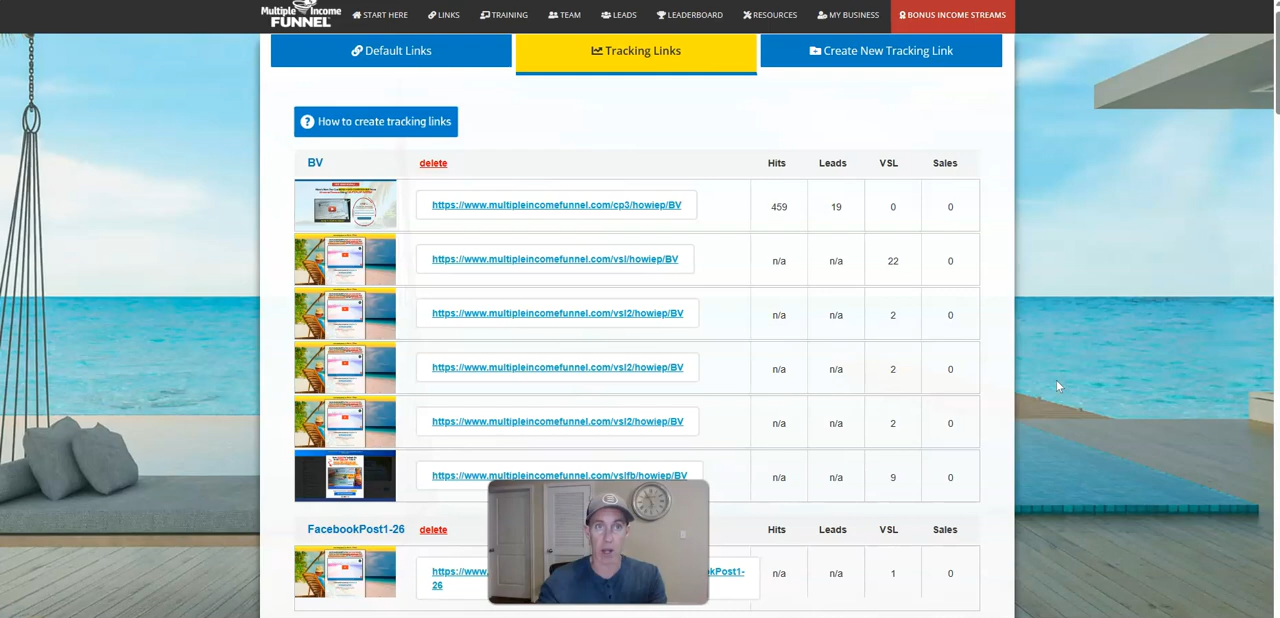 MULTIPLE INCOME
FUNNEL
START HERE
LINKS
TRAINING
TEAM
LEADS
LEADERBOARD
RESOURCES
MY BUSINESS
BONUS INCOME STREAMS
Default Links
Tracking Links
Create New Tracking Link
? How to create tracking links
BV delete Hits Leads VSL Sales
https://www.multipleincomefunnel.com/cp3/howiep/BV 459 19 0 0
https://www.multipleincomefunnel.com/vsl/howiep/BV n/a n/a 22 0
https://www.multipleincomefunnel.com/vsl2/howiep/BV n/a n/a 2 0
https://www.multipleincomefunnel.com/vsl2/howiep/BV n/a n/a 2 0
https://www.multipleincomefunnel.com/vsl2/howiep/BV n/a n/a 2 0
https://www.multipleincomefunnel.com/vslfb/howiep/BV n/a n/a 9 0
FacebookPost1-26 delete Hits Leads VSL Sales
https://www. kPost1- n/a n/a 1 0
26